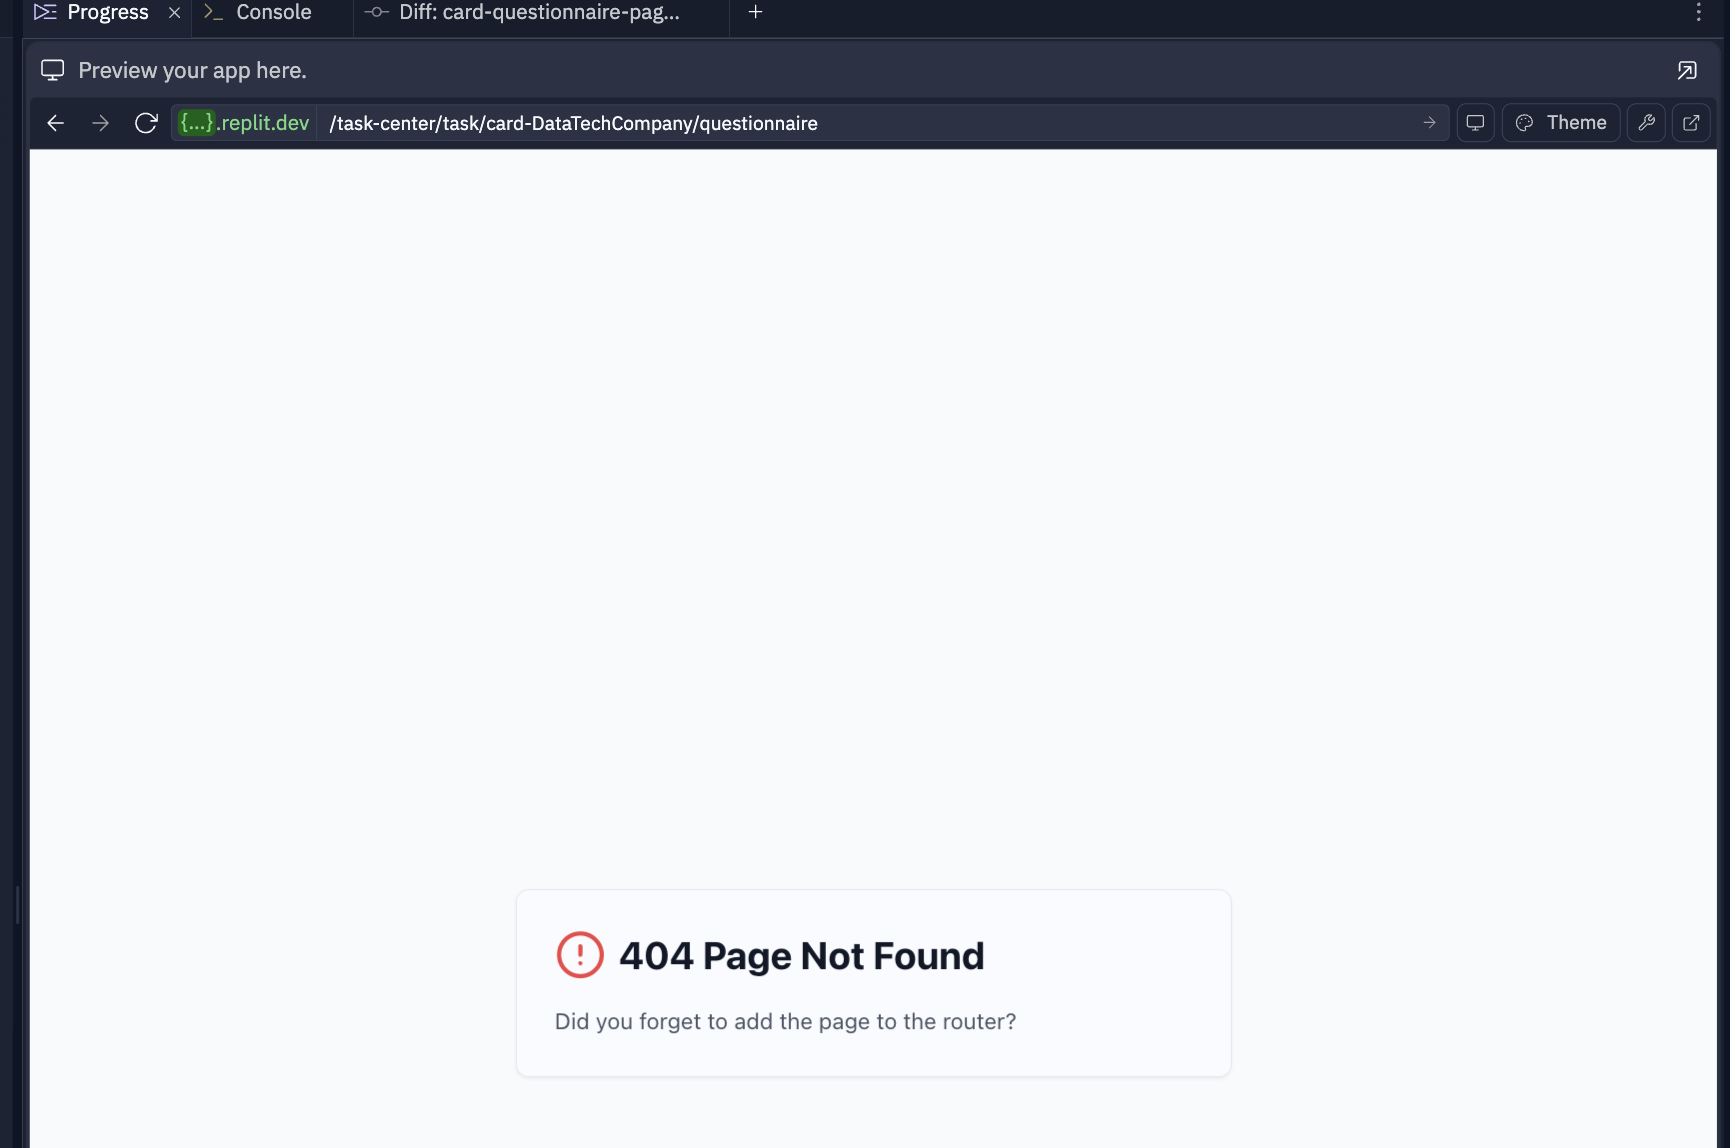 Progress
Console
Diff: card-questionnaire-pag...
Preview your app here.
{...}.replit.dev
/task-center/task/card-DataTechCompany/questionnaire
Theme
404 Page Not Found
Did you forget to add the page to the router?